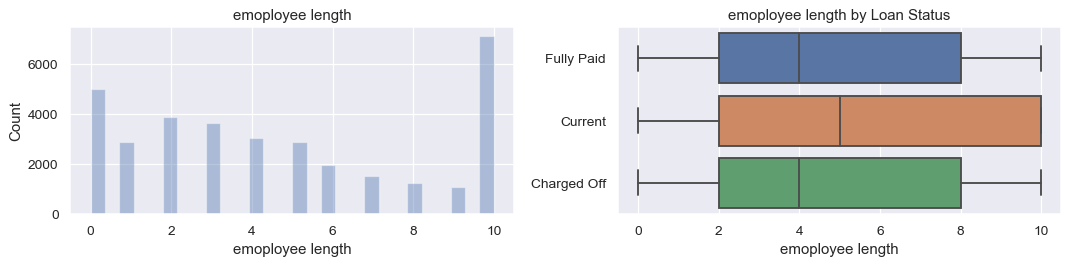 emoployee length
Count
6000
4000
2000
0
0 2 4 6 8 10
emoployee length
emoployee length by Loan Status
Fully Paid
Current
Charged Off
0 2 4 6 8 10
emoployee length